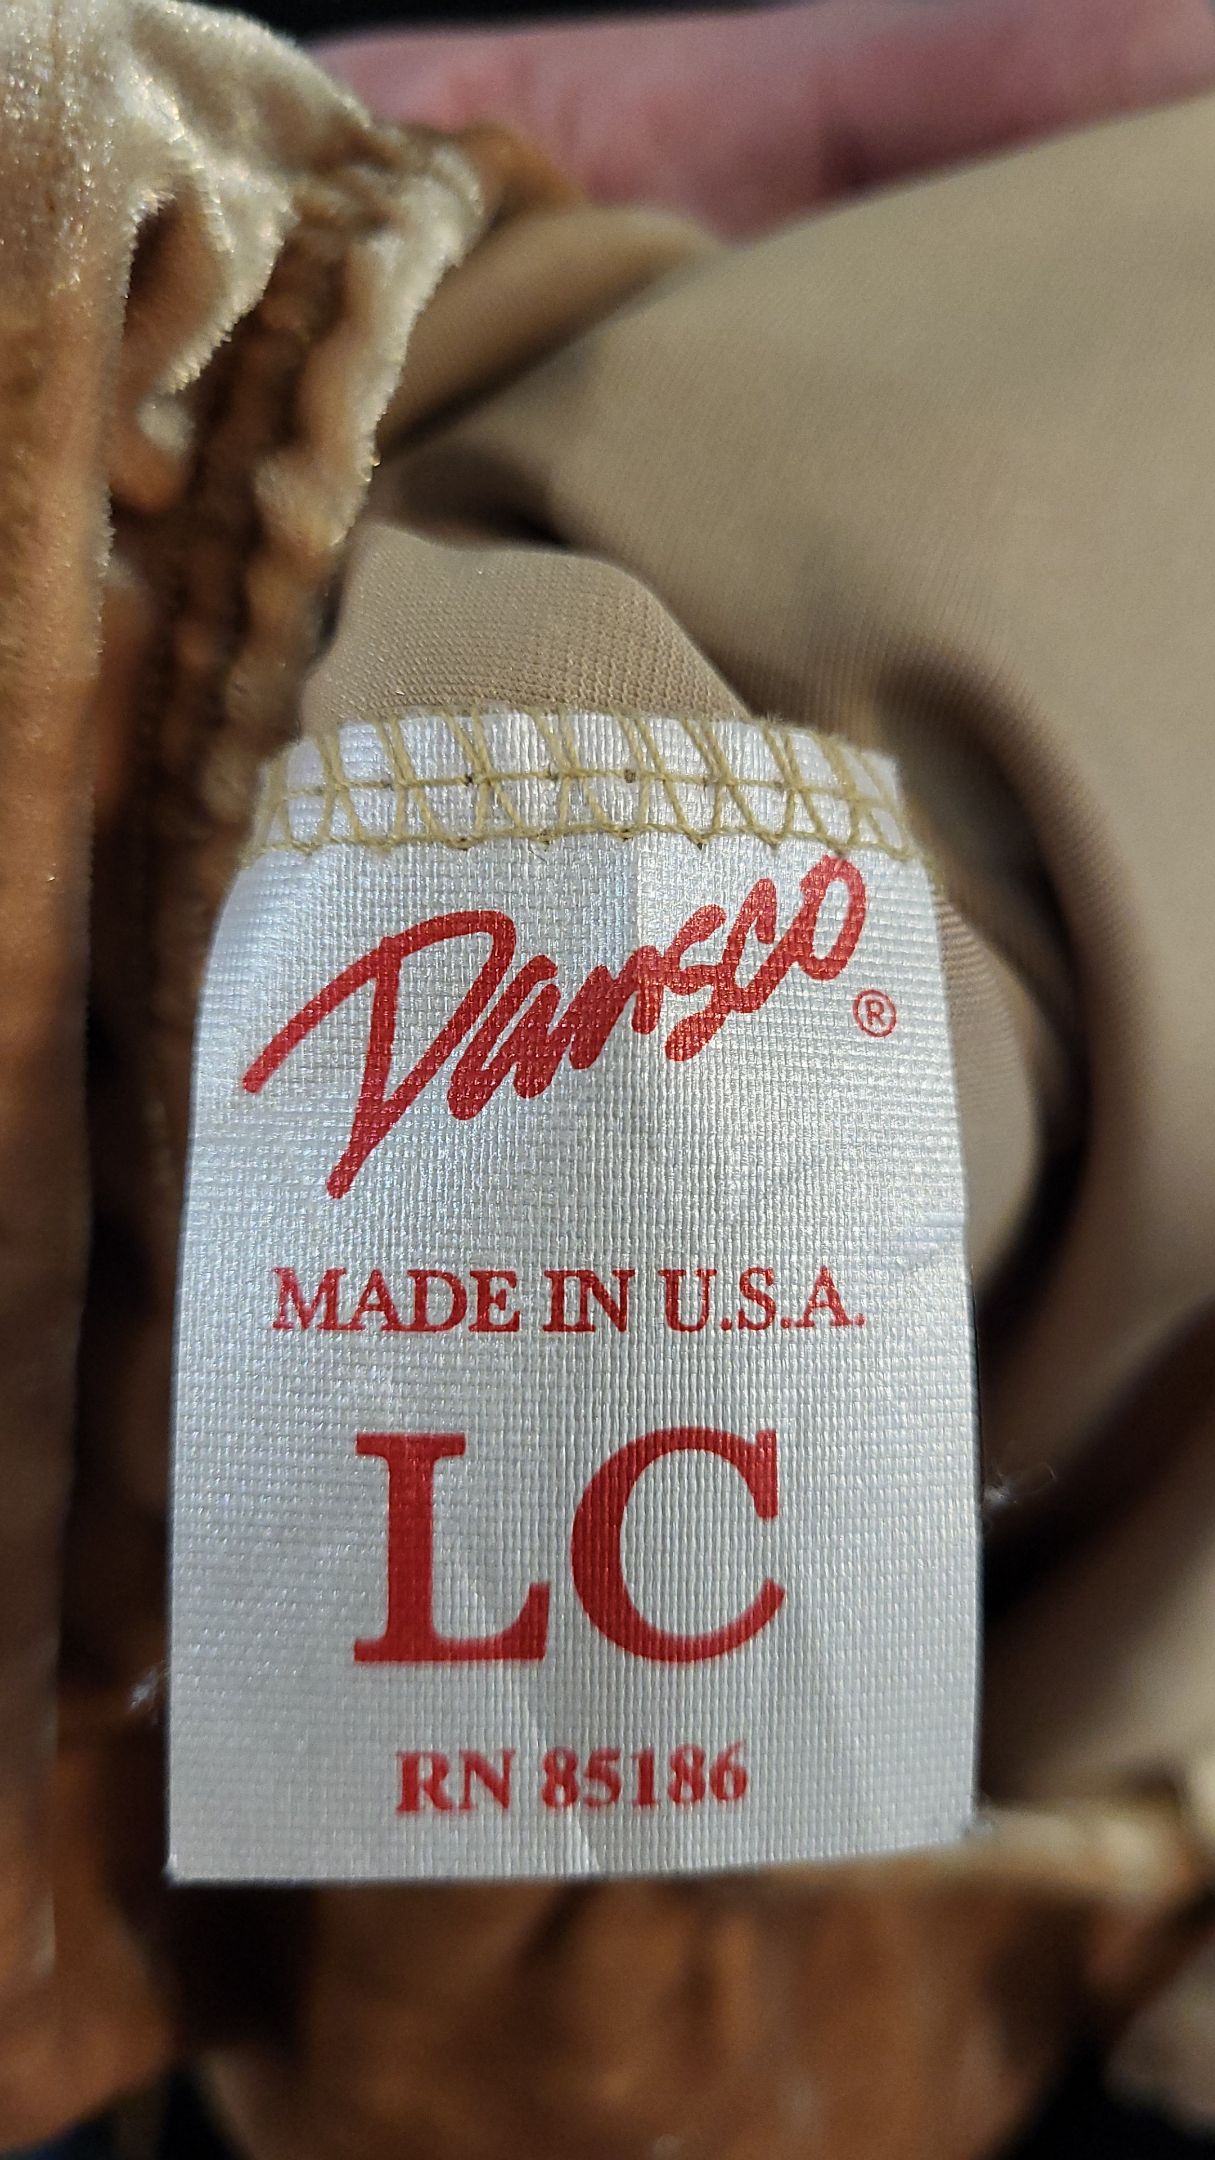 Dansco ®
MADE IN U.S.A.
LC
RN 85186